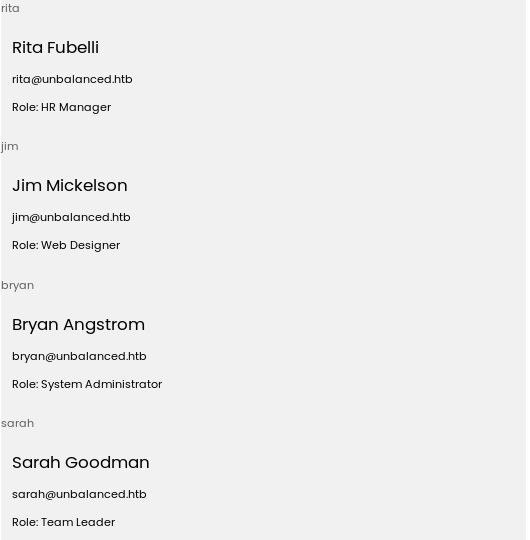 rita
Rita Fubelli
rita@unbalanced.htb
Role: HR Manager
jim
Jim Mickelson
jim@unbalanced.htb
Role: Web Designer
bryan
Bryan Angstrom
bryan@unbalanced.htb
Role: System Administrator
sarah
Sarah Goodman
sarah@unbalanced.htb
Role: Team Leader